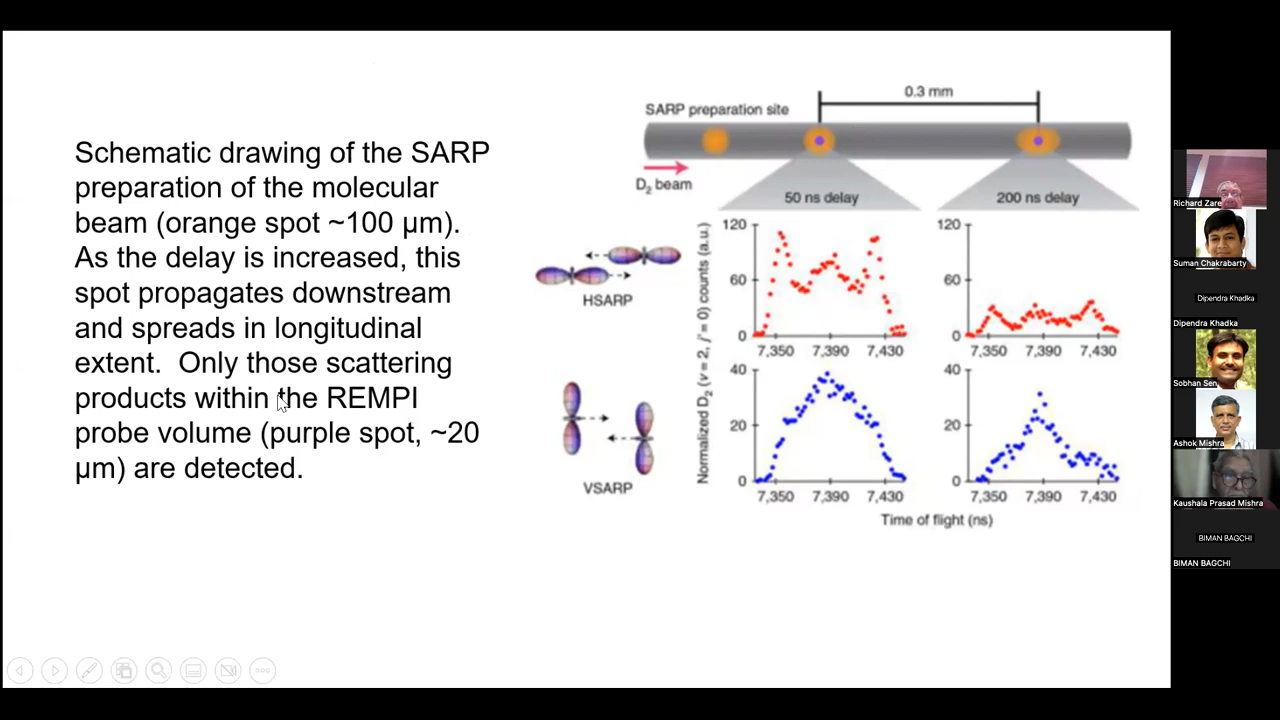 Schematic drawing of the SARP
preparation of the molecular
beam (orange spot ~100 μm).
As the delay is increased, this
spot propagates downstream
and spreads in longitudinal
extent. Only those scattering
products within the REMPI
probe volume (purple spot, ~20
μm) are detected.
0.3 mm
SARP preparation site
D₂ beam
50 ns delay
200 ns delay
HSARP
VSARP
Normalized D₂ (v = 2, j′ = 0) counts (a.u.)
120
60
0
7,350 7,390 7,430
120
60
0
7,350 7,390 7,430
40
20
0
7,350 7,390 7,430
40
20
0
7,350 7,390 7,430
Time of flight (ns)
Richard Zare
Suman Chakrabarty
Dipendra Khadka
Dipendra Khadka
Sobhan Sen
Ashok Mishra
Kaushala Prasad Mishra
BIMAN BAGCHI
BIMAN BAGCHI